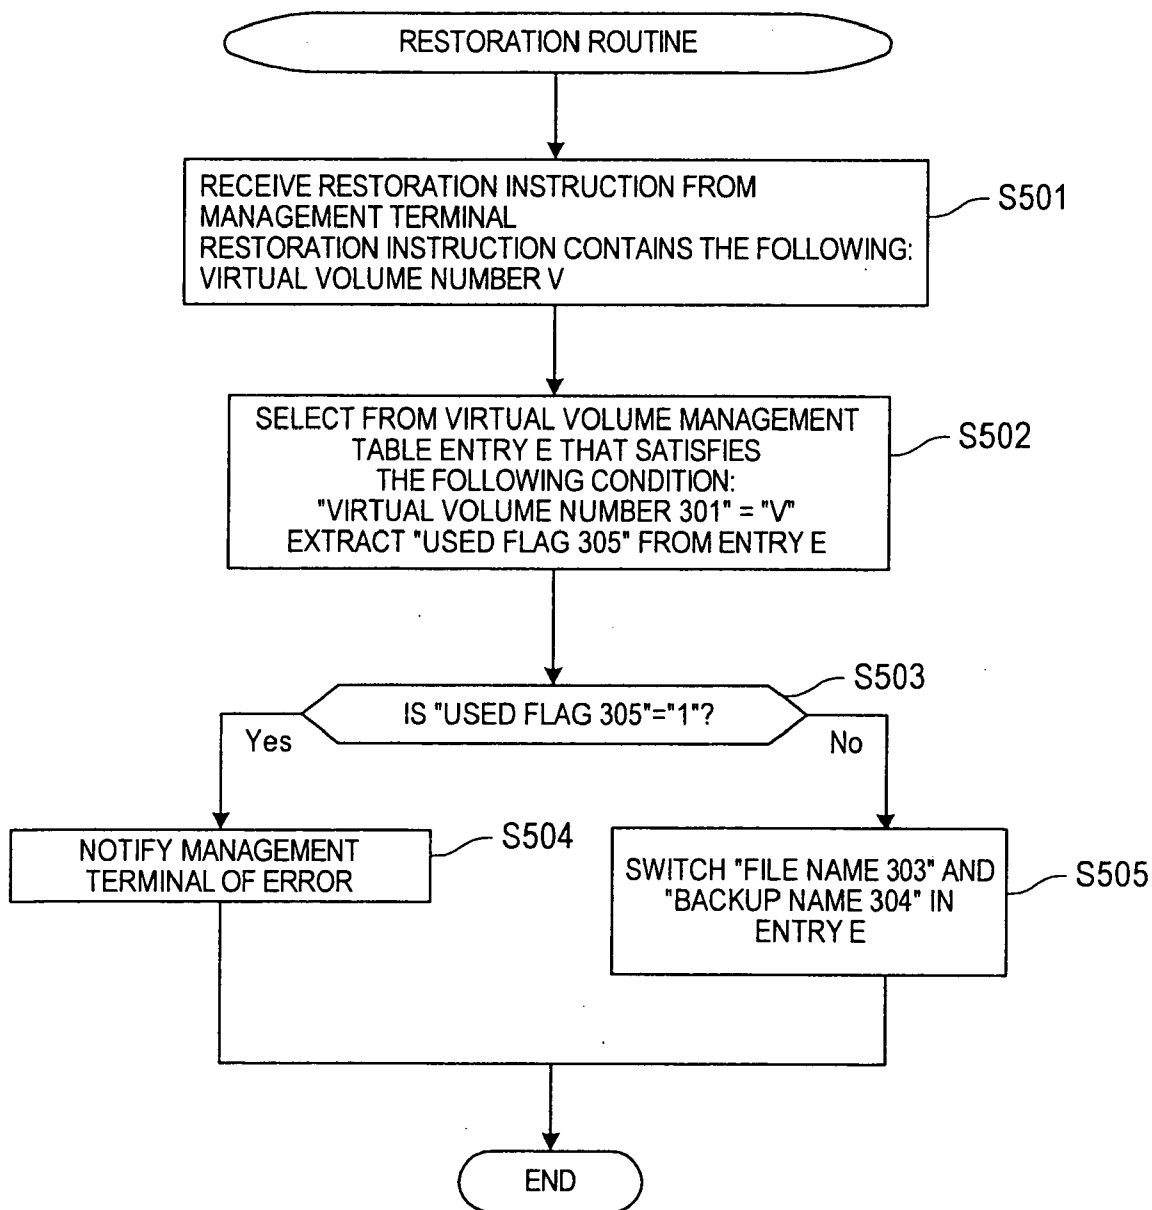 RESTORATION ROUTINE
RECEIVE RESTORATION INSTRUCTION FROM
MANAGEMENT TERMINAL
RESTORATION INSTRUCTION CONTAINS THE FOLLOWING:
VIRTUAL VOLUME NUMBER V
S501
SELECT FROM VIRTUAL VOLUME MANAGEMENT
TABLE ENTRY E THAT SATISFIES
THE FOLLOWING CONDITION:
"VIRTUAL VOLUME NUMBER 301" = "V"
EXTRACT "USED FLAG 305" FROM ENTRY E
S502
IS "USED FLAG 305"="1"?
S503
Yes
No
NOTIFY MANAGEMENT
TERMINAL OF ERROR
S504
SWITCH "FILE NAME 303" AND
"BACKUP NAME 304" IN
ENTRY E
S505
END